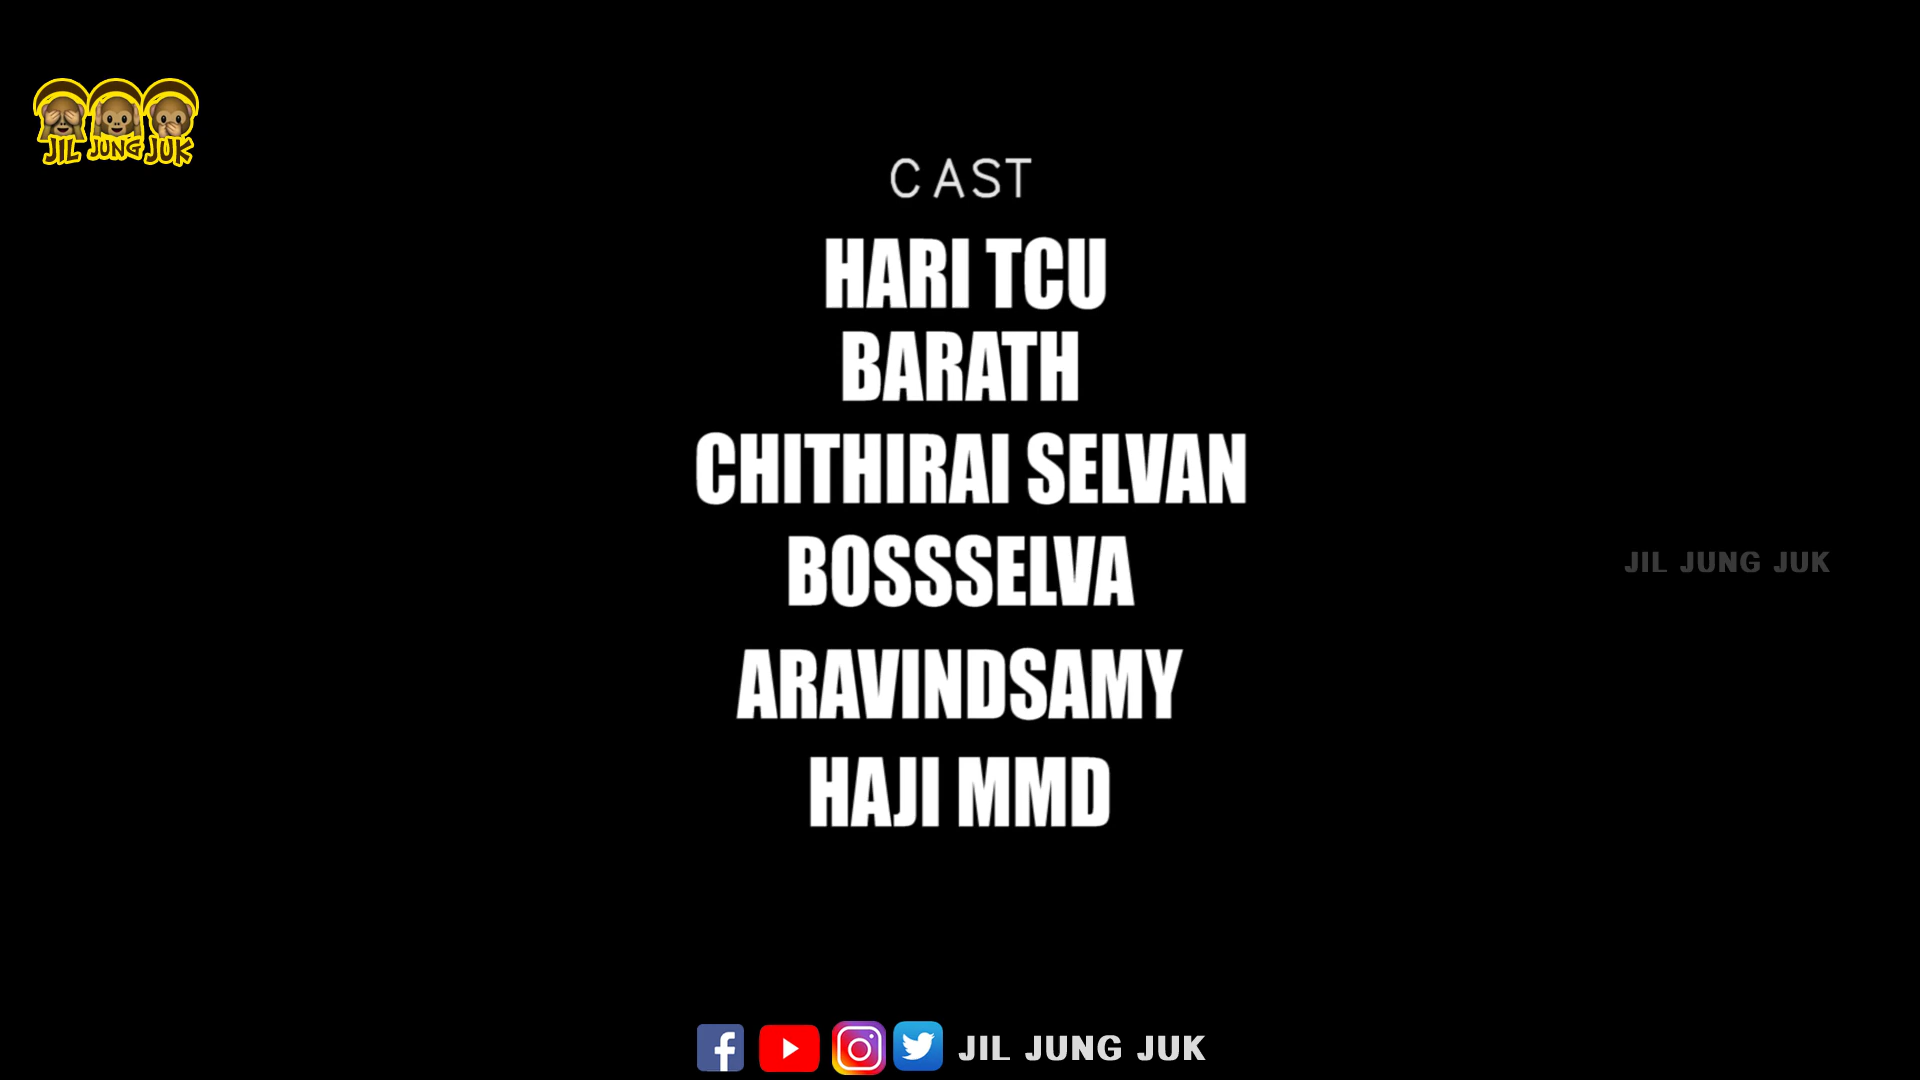 JIL JUNG JUK
CAST
HARI TCU
BARATH
CHITHIRAI SELVAN
BOSSSELVA
JIL JUNG JUK
ARAVINDSAMY
HAJI MMD
JIL JUNG JUK